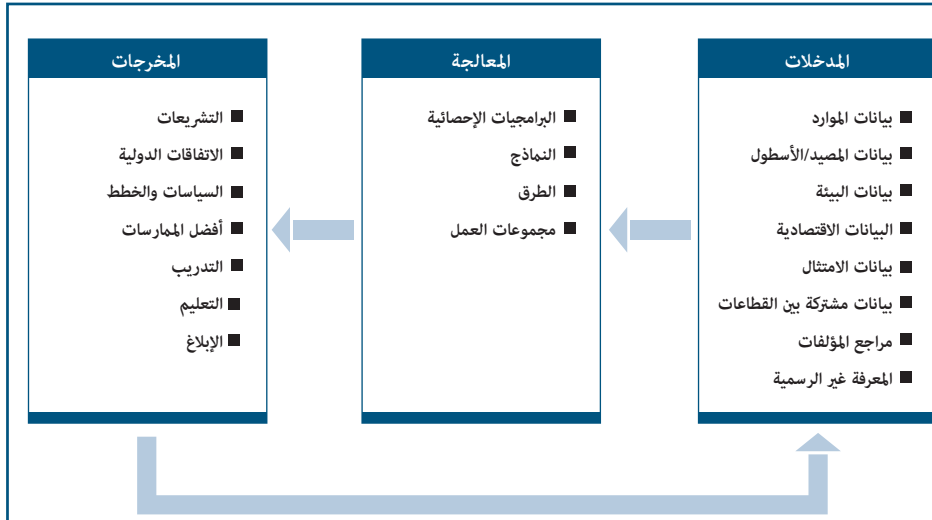 المدخلات
بيانات الموارد
بيانات المصيد/الأسطول
بيانات البيئة
البيانات الاقتصادية
بيانات الامتثال
بيانات مشتركة بين القطاعات
مراجع المؤلفات
المعرفة غير الرسمية
المعالجة
البرامجيات الإحصائية
النماذج
الطرق
مجموعات العمل
المخرجات
التشريعات
الاتفاقات الدولية
السياسات والخطط
أفضل الممارسات
التدريب
التعليم
الإبلاغ